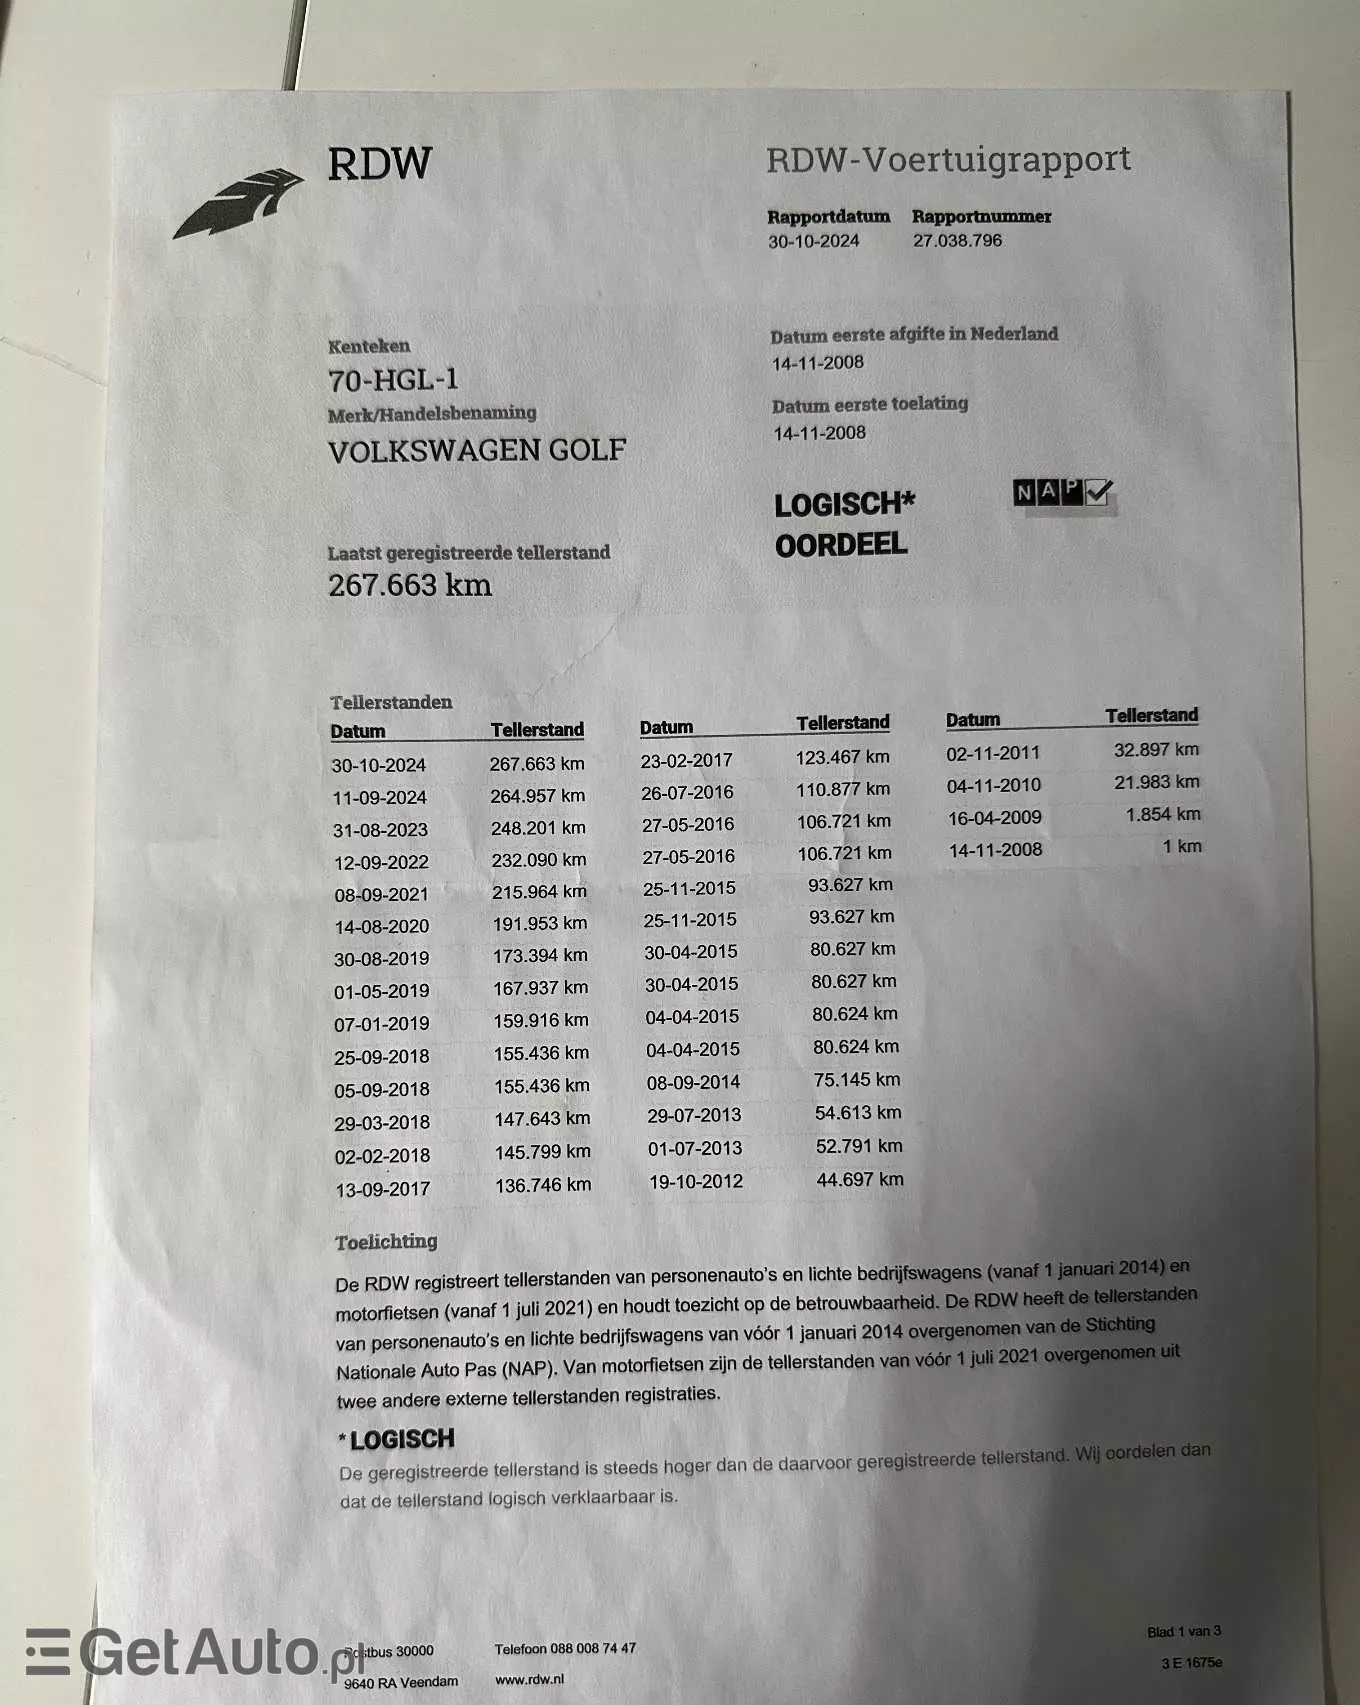 RDW
RDW-Voertuigrapport
Rapportdatum Rapportnummer
30-10-2024 27.038.796
Kenteken
70-HGL-1
Merk/Handelsbenaming
VOLKSWAGEN GOLF
Datum eerste afgifte in Nederland
14-11-2008
Datum eerste toelating
14-11-2008
LOGISCH*
OORDEEL
NAP
Laatst geregistreerde tellerstand
267.663 km
Tellerstanden
Datum Tellerstand Datum Tellerstand Datum Tellerstand
30-10-2024 267.663 km 23-02-2017 123.467 km 02-11-2011 32.897 km
11-09-2024 264.957 km 26-07-2016 110.877 km 04-11-2010 21.983 km
31-08-2023 248.201 km 27-05-2016 106.721 km 16-04-2009 1.854 km
12-09-2022 232.090 km 27-05-2016 106.721 km 14-11-2008 1 km
08-09-2021 215.964 km 25-11-2015 93.627 km
14-08-2020 191.953 km 25-11-2015 93.627 km
30-08-2019 173.394 km 30-04-2015 80.627 km
01-05-2019 167.937 km 30-04-2015 80.627 km
07-01-2019 159.916 km 04-04-2015 80.624 km
25-09-2018 155.436 km 04-04-2015 80.624 km
05-09-2018 155.436 km 08-09-2014 75.145 km
29-03-2018 147.643 km 29-07-2013 54.613 km
02-02-2018 145.799 km 01-07-2013 52.791 km
13-09-2017 136.746 km 19-10-2012 44.697 km
Toelichting
De RDW registreert tellerstanden van personenauto's en lichte bedrijfswagens (vanaf 1 januari 2014) en
motorfietsen (vanaf 1 juli 2021) en houdt toezicht op de betrouwbaarheid. De RDW heeft de tellerstanden
van personenauto's en lichte bedrijfswagens van vóór 1 januari 2014 overgenomen van de Stichting
Nationale Auto Pas (NAP). Van motorfietsen zijn de tellerstanden van vóór 1 juli 2021 overgenomen uit
twee andere externe tellerstanden registraties.
* LOGISCH
De geregistreerde tellerstand is steeds hoger dan de daarvoor geregistreerde tellerstand. Wij oordelen dan
dat de tellerstand logisch verklaarbaar is.
Postbus 30000 Telefoon 088 008 74 47
9640 RA Veendam www.rdw.nl
Blad 1 van 3
3 E 1675e
GetAuto.pl